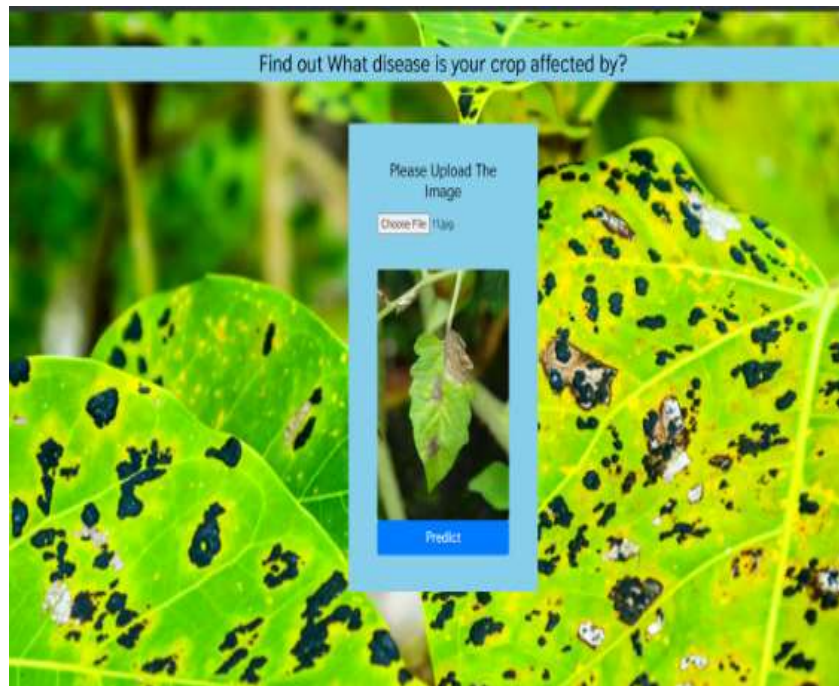 Find out What disease is your crop affected by?
Please Upload The
Image
Choose File
Predict